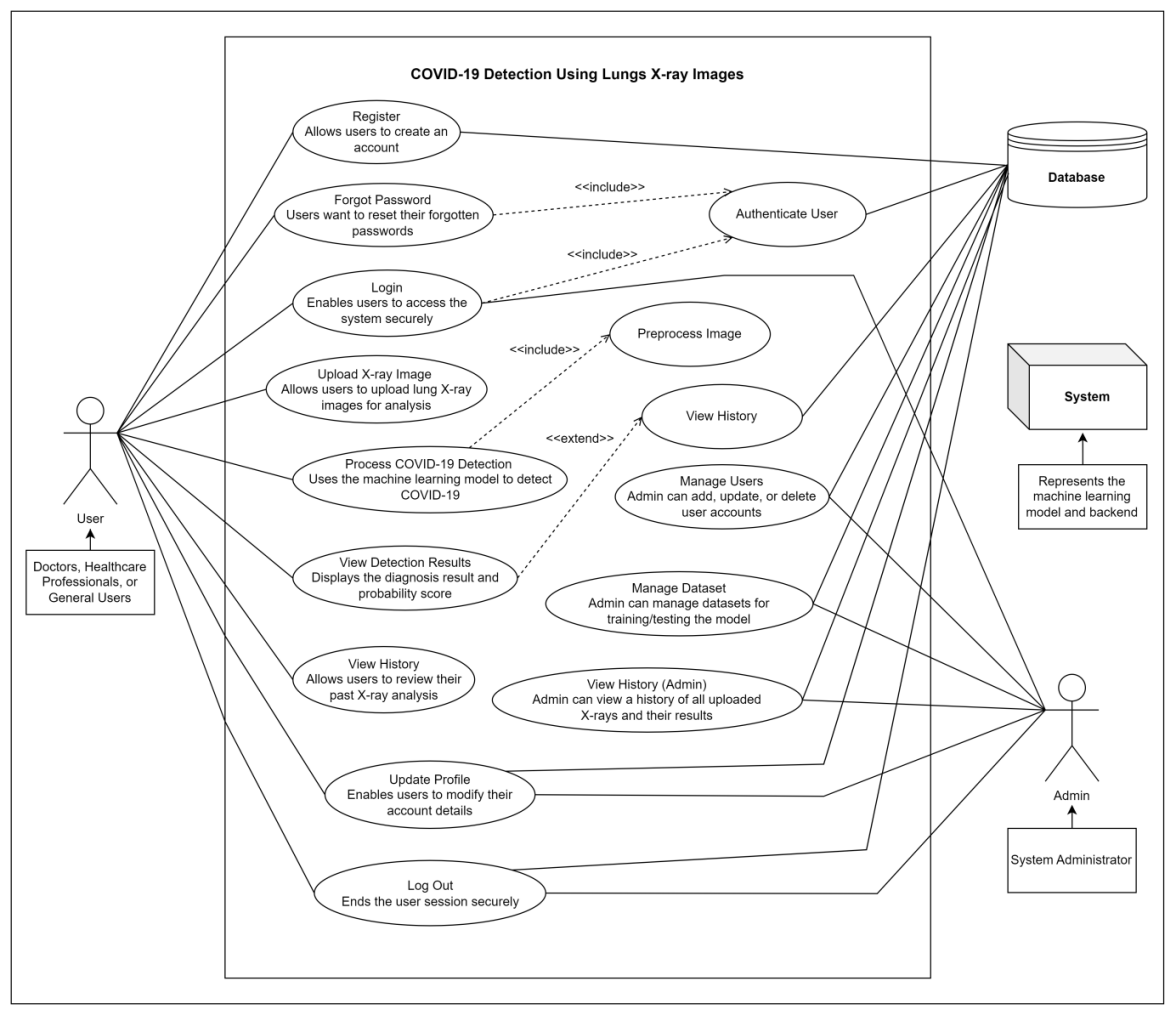 COVID-19 Detection Using Lungs X-ray Images
Register
Allows users to create an
account
Forgot Password
Users want to reset their forgotten
passwords
<<include>>
Authenticate User
Database
<<include>>
Login
Enables users to access the
system securely
Preprocess Image
<<include>>
Upload X-ray Image
Allows users to upload lung X-ray
images for analysis
System
View History
<<extend>>
Process COVID-19 Detection
Uses the machine learning model to detect
COVID-19
Manage Users
Admin can add, update, or delete
user accounts
Represents the
machine learning
model and backend
User
Doctors, Healthcare
Professionals, or
General Users
View Detection Results
Displays the diagnosis result and
probability score
Manage Dataset
Admin can manage datasets for
training/testing the model
View History
Allows users to review their
past X-ray analysis
View History (Admin)
Admin can view a history of all uploaded
X-rays and their results
Update Profile
Enables users to modify their
account details
Admin
System Administrator
Log Out
Ends the user session securely